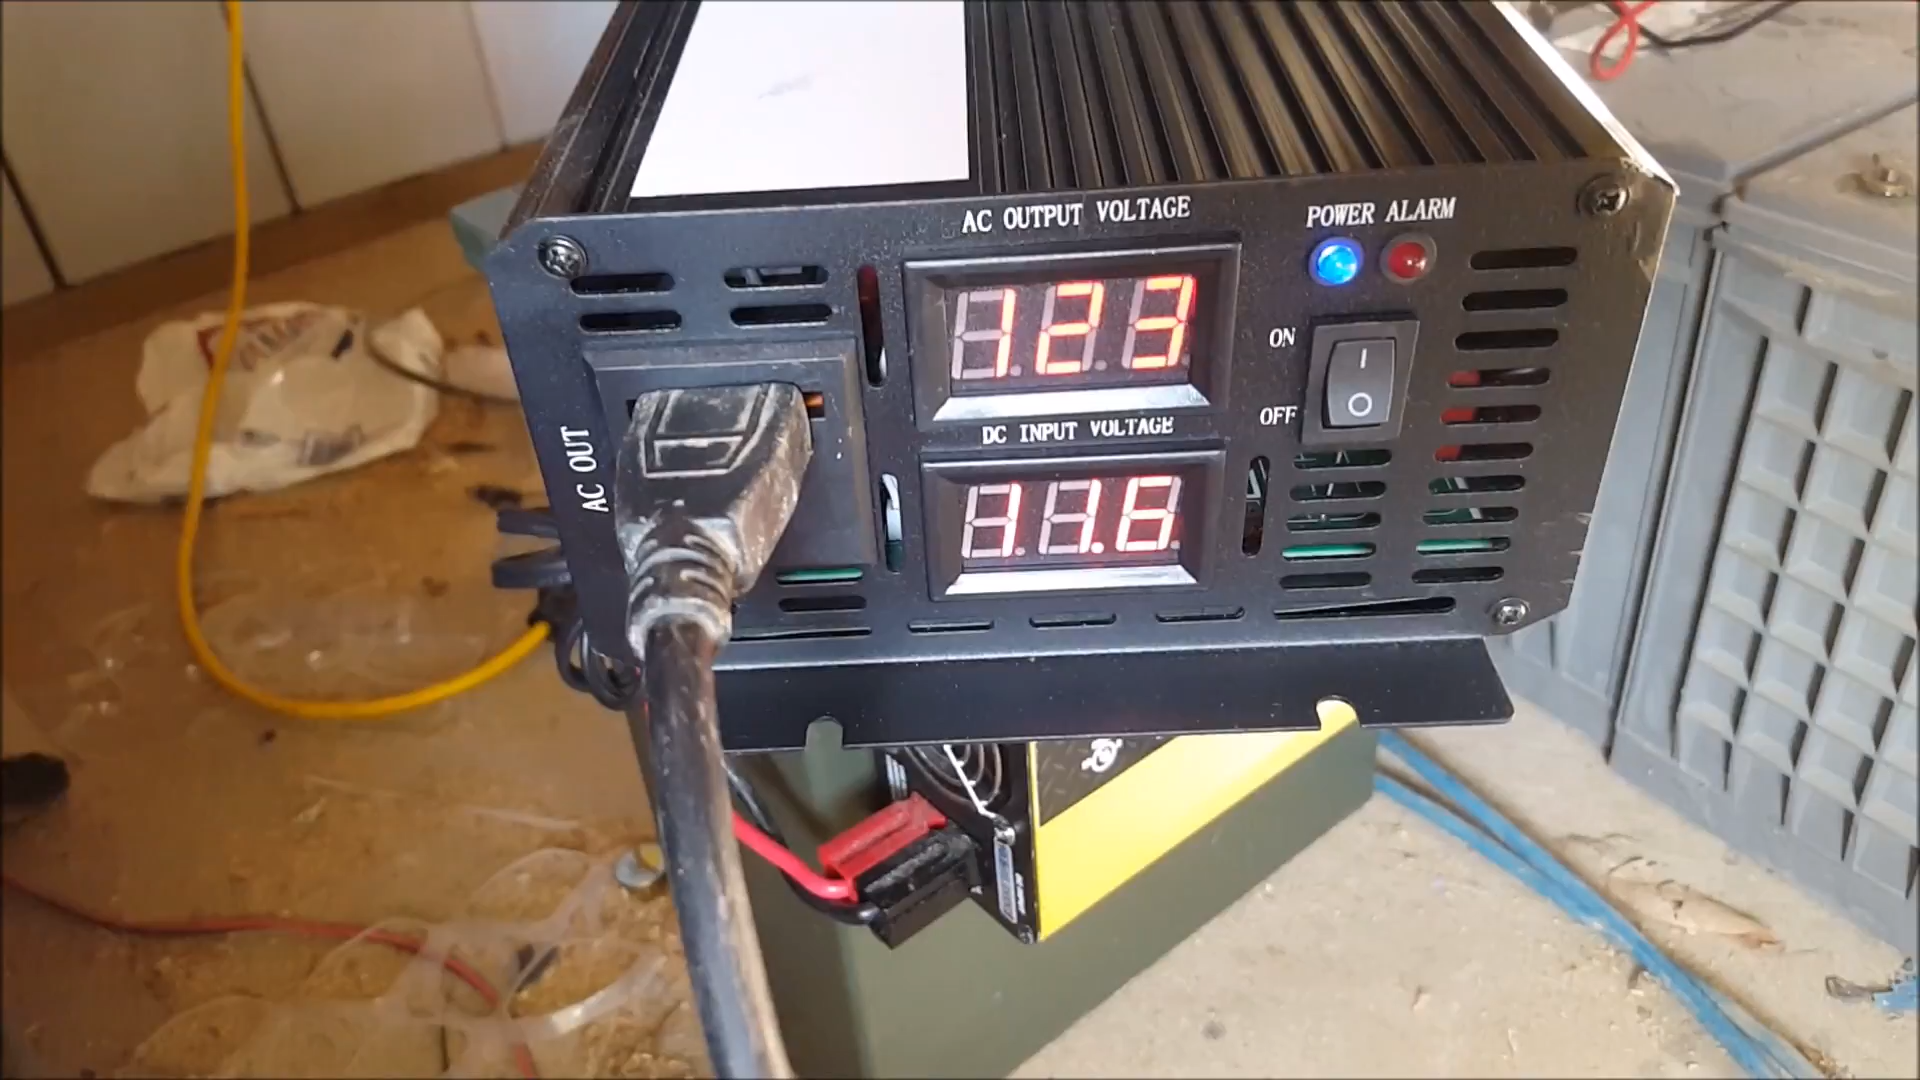 AC OUTPUT VOLTAGE
POWER ALARM
123
ON
I
O
OFF
DC INPUT VOLTAGE
11.6
AC OUT